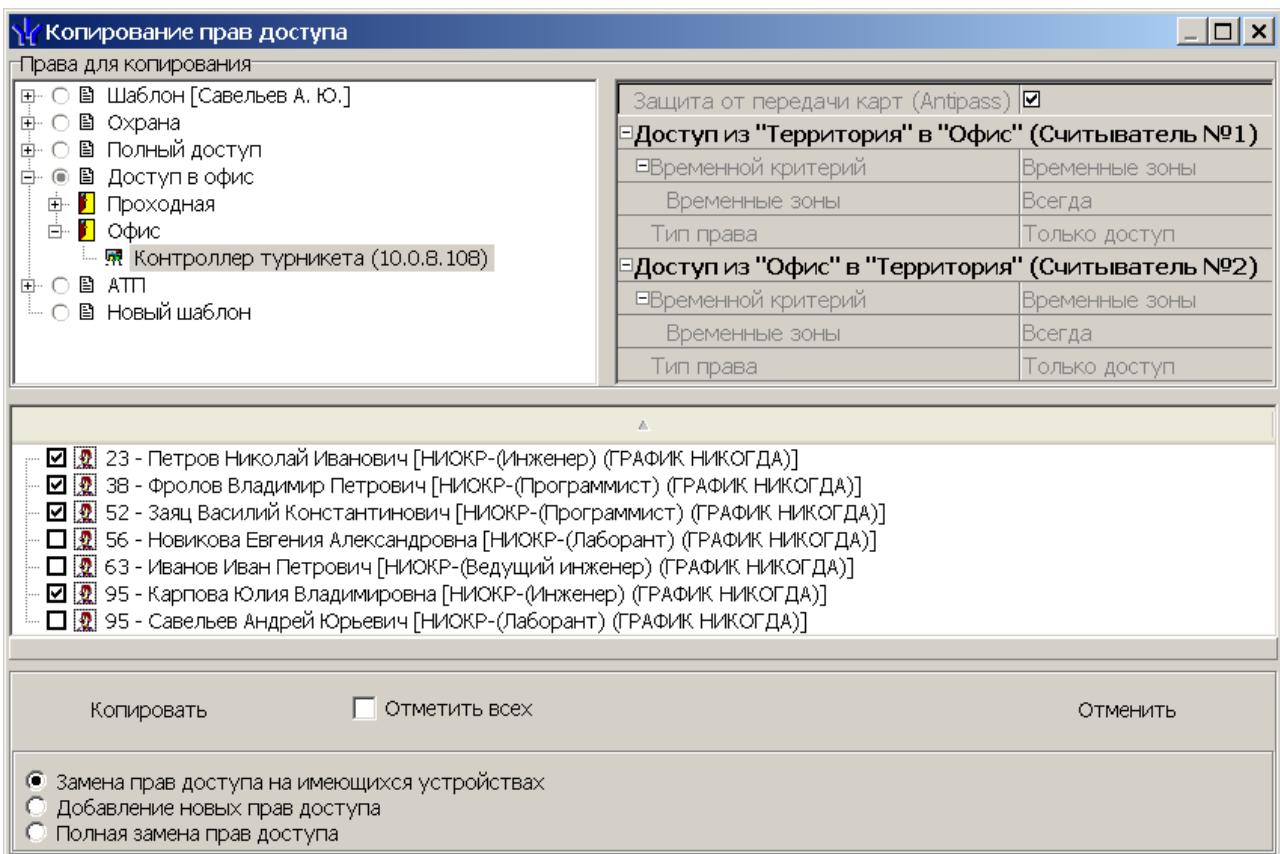 Копирование прав доступа
Права для копирования
Шаблон [Савельев А. Ю.]
Охрана
Полный доступ
Доступ в офис
Проходная
Офис
Контроллер турникета (10.0.8.108)
АТП
Новый шаблон
Защита от передачи карт (Antipass)
Доступ из "Территория" в "Офис" (Считыватель №1)
Временной критерий Временные зоны
Временные зоны Всегда
Тип права Только доступ
Доступ из "Офис" в "Территория" (Считыватель №2)
Временной критерий Временные зоны
Временные зоны Всегда
Тип права Только доступ
23 - Петров Николай Иванович [НИОКР-(Инженер) (ГРАФИК НИКОГДА)]
38 - Фролов Владимир Петрович [НИОКР-(Программист) (ГРАФИК НИКОГДА)]
52 - Заяц Василий Константинович [НИОКР-(Программист) (ГРАФИК НИКОГДА)]
56 - Новикова Евгения Александровна [НИОКР-(Лаборант) (ГРАФИК НИКОГДА)]
63 - Иванов Иван Петрович [НИОКР-(Ведущий инженер) (ГРАФИК НИКОГДА)]
95 - Карпова Юлия Владимировна [НИОКР-(Инженер) (ГРАФИК НИКОГДА)]
95 - Савельев Андрей Юрьевич [НИОКР-(Лаборант) (ГРАФИК НИКОГДА)]
Копировать Отметить всех Отменить
Замена прав доступа на имеющихся устройствах
Добавление новых прав доступа
Полная замена прав доступа